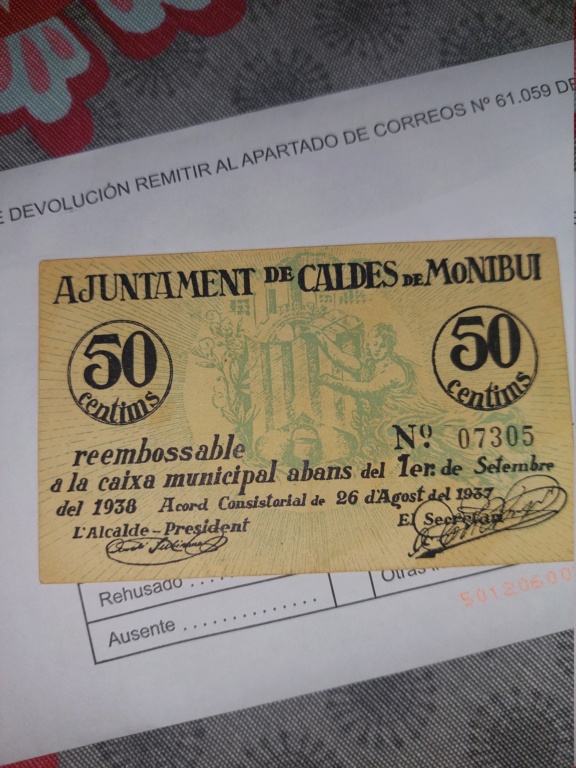 E DEVOLUCIÓN REMITIR AL APARTADO DE CORREOS Nº 61.059 DE
AJUNTAMENT DE CALDES DE MONTBUI
50 centims
50 centims
Nº 07305
reembossable
a la caixa municipal abans del 1er. de Setembre
del 1938 Acord Consistorial de 26 d'Agost del 1937
L'Alcalde-President
El Secretari
Rehusado ....
Ausente ..............
Otras
50120600